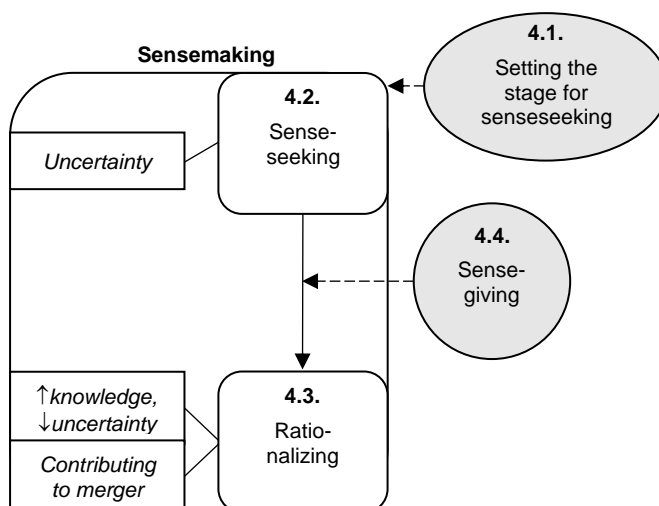 Sensemaking
4.1.
Setting the
stage for
senseseeking
4.2.
Sense-
seeking
Uncertainty
4.4.
Sense-
giving
↑knowledge,
↓uncertainty
4.3.
Ratio-
nalizing
Contributing
to merger